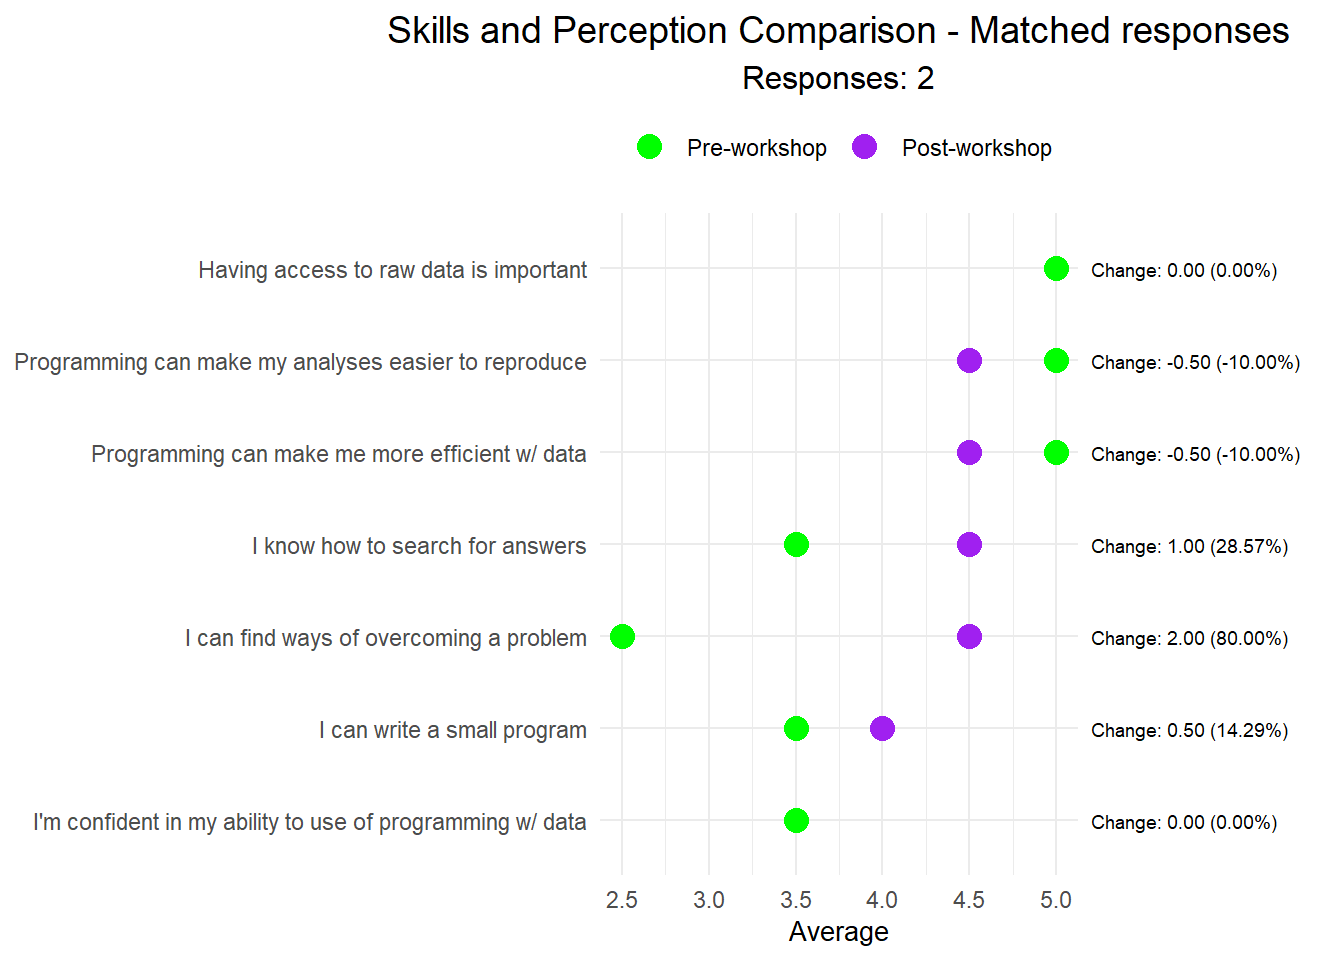 Skills and Perception Comparison - Matched responses
Responses: 2
Pre-workshop Post-workshop
Having access to raw data is important Change: 0.00 (0.00%)
Programming can make my analyses easier to reproduce Change: -0.50 (-10.00%)
Programming can make me more efficient w/ data Change: -0.50 (-10.00%)
I know how to search for answers Change: 1.00 (28.57%)
I can find ways of overcoming a problem Change: 2.00 (80.00%)
I can write a small program Change: 0.50 (14.29%)
I'm confident in my ability to use of programming w/ data Change: 0.00 (0.00%)
2.5 3.0 3.5 4.0 4.5 5.0
Average